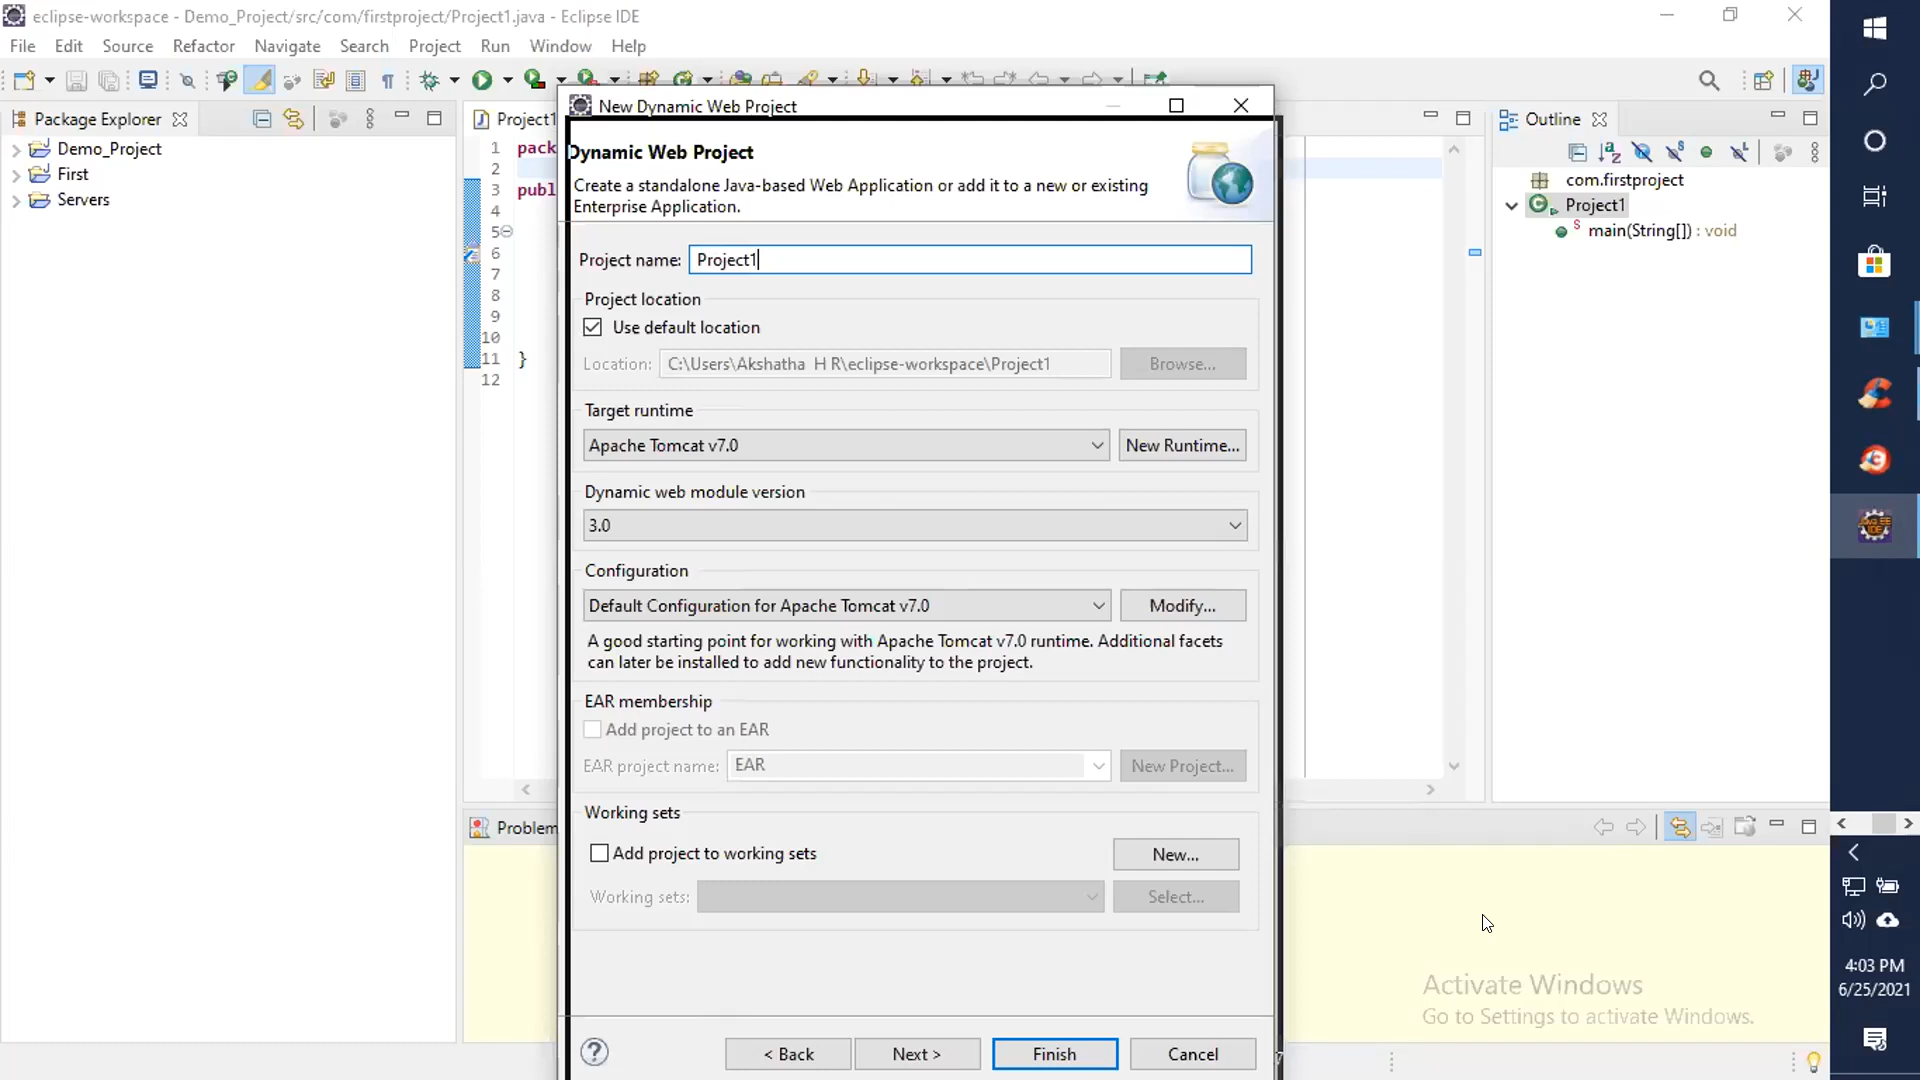 eclipse-workspace - Demo_Project/src/com/firstproject/Project1.java - Eclipse IDE
File Edit Source Refactor Navigate Search Project Run Window Help
Package Explorer
Demo_Project
First
Servers
Project1
1 pack
2
3 publ
4
5
6
7
8
9
10
11 }
12
New Dynamic Web Project
Dynamic Web Project
Create a standalone Java-based Web Application or add it to a new or existing
Enterprise Application.
Project name: Project1
Project location
Use default location
Location: C:\Users\Akshatha H R\eclipse-workspace\Project1 Browse...
Target runtime
Apache Tomcat v7.0 New Runtime...
Dynamic web module version
3.0
Configuration
Default Configuration for Apache Tomcat v7.0 Modify...
A good starting point for working with Apache Tomcat v7.0 runtime. Additional facets
can later be installed to add new functionality to the project.
EAR membership
Add project to an EAR
EAR project name: EAR New Project...
Working sets
Add project to working sets New...
Working sets: Select...
< Back Next > Finish Cancel
Outline
com.firstproject
Project1
main(String[]) : void
Problem
Activate Windows
Go to Settings to activate Windows.
4:03 PM
6/25/2021